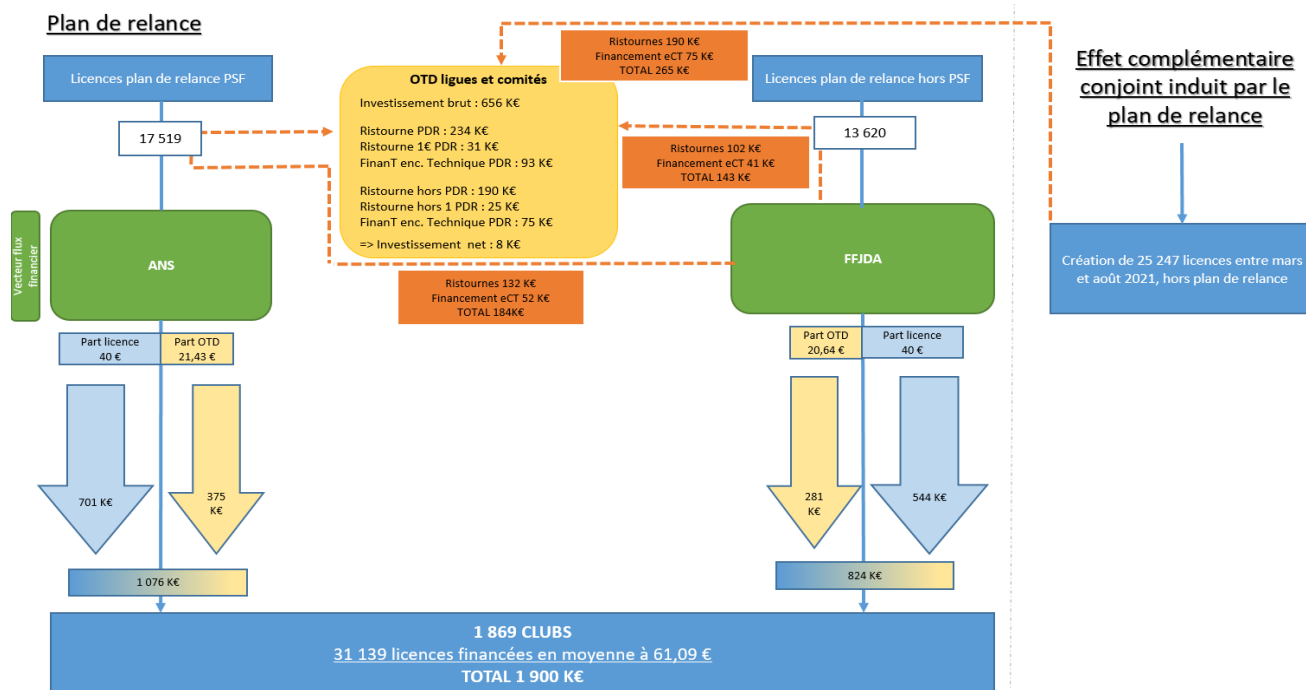 Plan de relance
Licences plan de relance PSF
17 519
OTD ligues et comités
Investissement brut : 656 K€
Ristourne PDR : 234 K€
Ristourne 1€ PDR : 31 K€
FinanT enc. Technique PDR : 93 K€
Ristourne hors PDR : 190 K€
Ristourne hors 1 PDR : 25 K€
FinanT enc. Technique PDR : 75 K€
=> Investissement net : 8 K€
Ristournes 190 K€
Financement eCT 75 K€
TOTAL 265 K€
Licences plan de relance hors PSF
13 620
Ristournes 102 K€
Financement eCT 41 K€
TOTAL 143 K€
Effet complémentaire
conjoint induit par le
plan de relance
Création de 25 247 licences entre mars
et août 2021, hors plan de relance
Vecteur flux
financier
ANS
FFJDA
Ristournes 132 K€
Financement eCT 52 K€
TOTAL 184K€
Part licence
40 €
Part OTD
21,43 €
Part OTD
20,64 €
Part licence
40 €
701 K€
375
K€
281
K€
544 K€
1 076 K€
824 K€
1 869 CLUBS
31 139 licences financées en moyenne à 61,09 €
TOTAL 1 900 K€